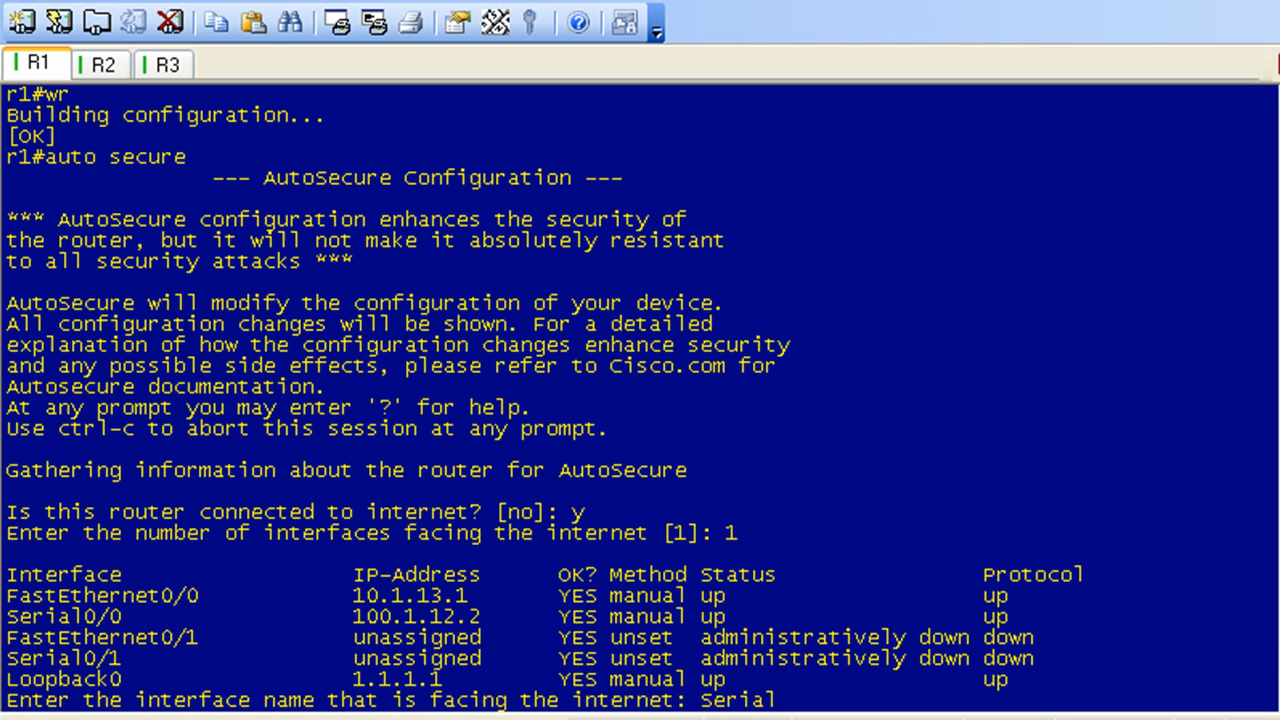 R1 R2 R3
r1#wr
Building configuration...
[OK]
r1#auto secure
--- AutoSecure Configuration ---
*** AutoSecure configuration enhances the security of
the router, but it will not make it absolutely resistant
to all security attacks ***
AutoSecure will modify the configuration of your device.
All configuration changes will be shown. For a detailed
explanation of how the configuration changes enhance security
and any possible side effects, please refer to Cisco.com for
Autosecure documentation.
At any prompt you may enter '?' for help.
Use ctrl-c to abort this session at any prompt.
Gathering information about the router for AutoSecure
Is this router connected to internet? [no]: y
Enter the number of interfaces facing the internet [1]: 1
Interface IP-Address OK? Method Status Protocol
FastEthernet0/0 10.1.13.1 YES manual up up
Serial0/0 100.1.12.2 YES manual up up
FastEthernet0/1 unassigned YES unset administratively down down
Serial0/1 unassigned YES unset administratively down down
Loopback0 1.1.1.1 YES manual up up
Enter the interface name that is facing the internet: Serial